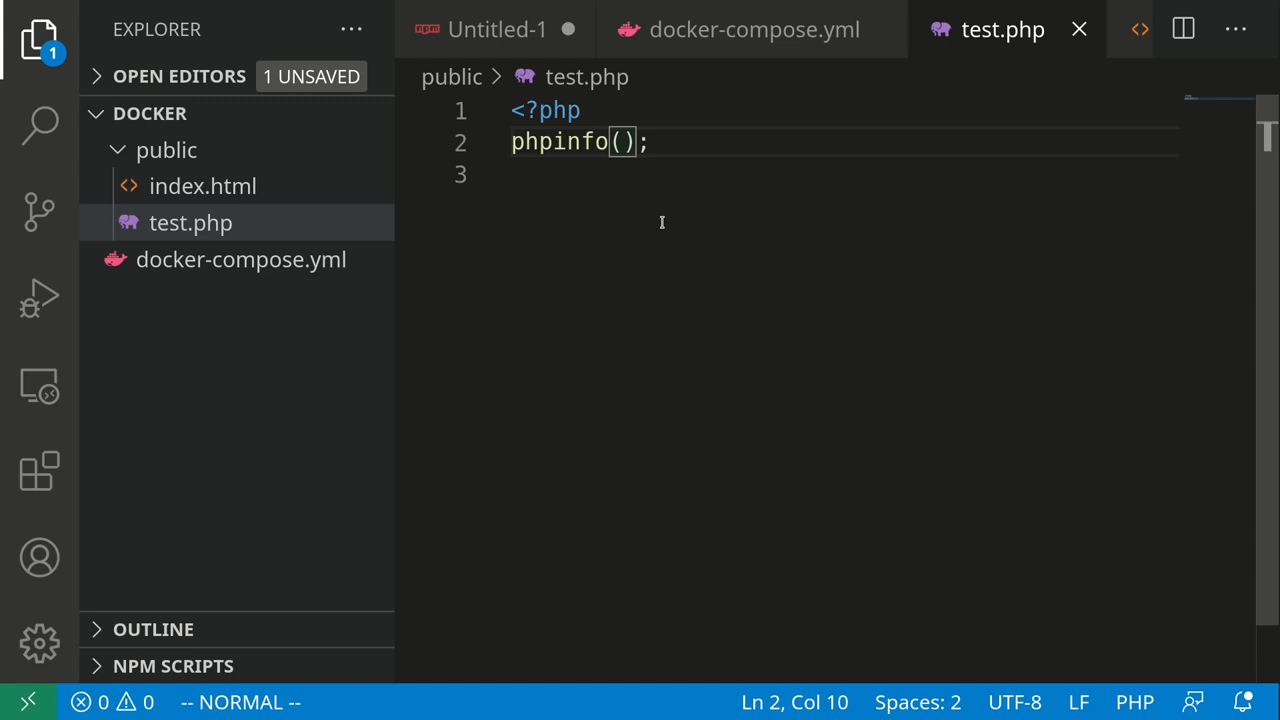 EXPLORER
Untitled-1
docker-compose.yml
test.php
1
OPEN EDITORS
1 UNSAVED
public > test.php
DOCKER
1 <?php
public
2 phpinfo();
index.html
3
test.php
docker-compose.yml
OUTLINE
NPM SCRIPTS
0 0 -- NORMAL -- Ln 2, Col 10 Spaces: 2 UTF-8 LF PHP